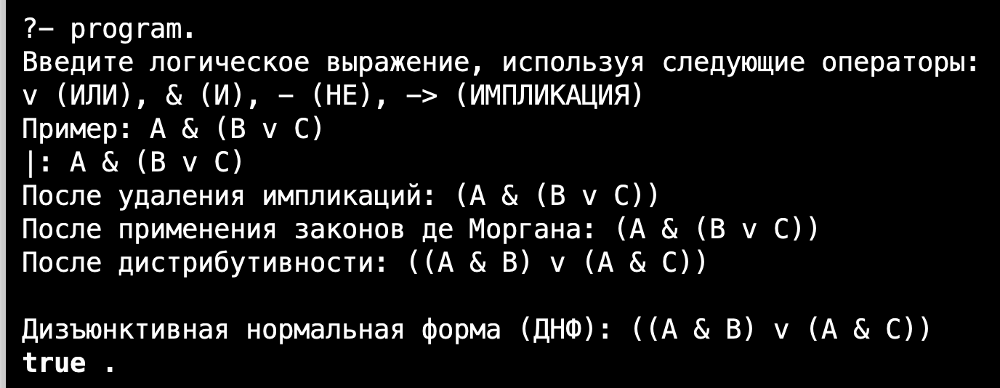 ?- program.
Введите логическое выражение, используя следующие операторы:
v (ИЛИ), & (И), - (НЕ), -> (ИМПЛИКАЦИЯ)
Пример: A & (B v C)
|: A & (B v C)
После удаления импликаций: (A & (B v C))
После применения законов де Моргана: (A & (B v C))
После дистрибутивности: ((A & B) v (A & C))
Дизъюнктивная нормальная форма (ДНФ): ((A & B) v (A & C))
true .